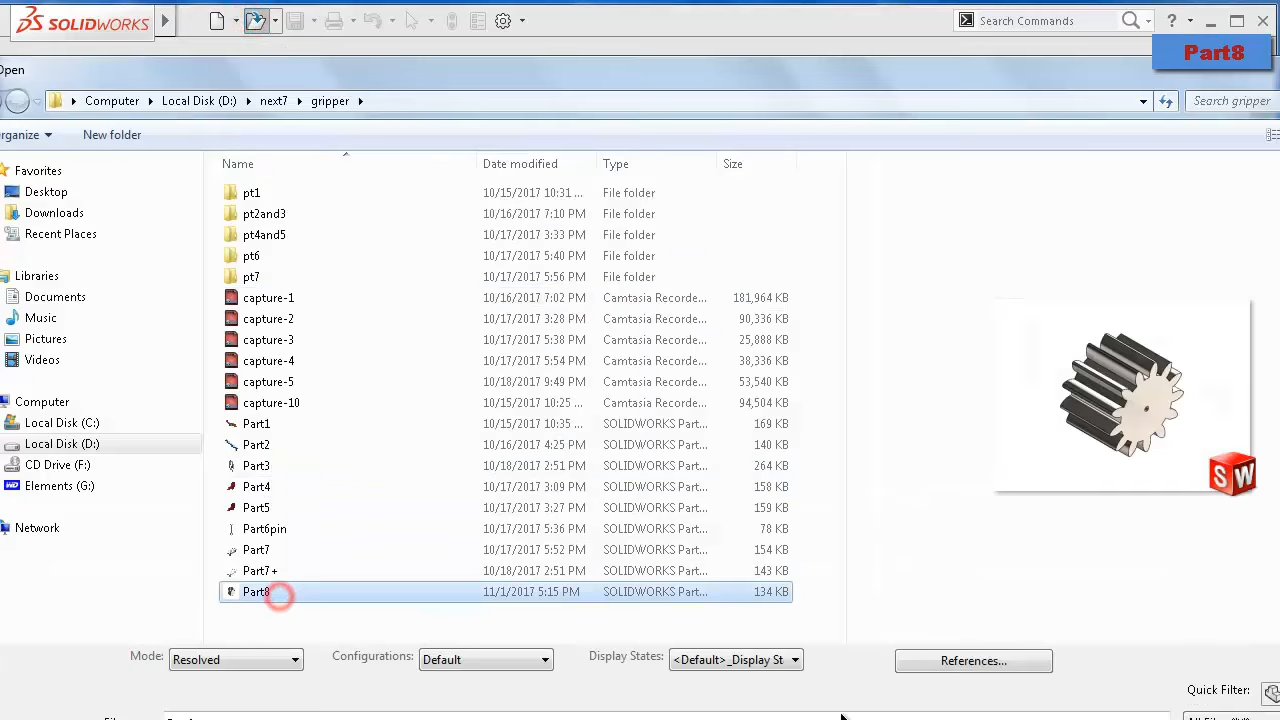 SOLIDWORKS
Search Commands
Part8
Open
Computer
Local Disk (D:)
next7
gripper
Search gripper
rganize
New folder
Name
Date modified
Type
Size
Favorites
Desktop
Downloads
Recent Places
Libraries
Documents
Music
Pictures
Videos
Computer
Local Disk (C:)
Local Disk (D:)
CD Drive (F:)
Elements (G:)
Network
pt1 10/15/2017 10:31 ... File folder
pt2and3 10/16/2017 7:10 PM File folder
pt4and5 10/17/2017 3:33 PM File folder
pt6 10/17/2017 5:40 PM File folder
pt7 10/17/2017 5:56 PM File folder
capture-1 10/16/2017 7:02 PM Camtasia Recorde... 181,964 KB
capture-2 10/17/2017 3:28 PM Camtasia Recorde... 90,336 KB
capture-3 10/17/2017 5:38 PM Camtasia Recorde... 25,888 KB
capture-4 10/17/2017 5:54 PM Camtasia Recorde... 38,336 KB
capture-5 10/18/2017 9:49 PM Camtasia Recorde... 53,540 KB
capture-10 10/15/2017 10:25 ... Camtasia Recorde... 94,504 KB
Part1 10/15/2017 10:35 ... SOLIDWORKS Part... 169 KB
Part2 10/16/2017 4:25 PM SOLIDWORKS Part... 140 KB
Part3 10/18/2017 2:51 PM SOLIDWORKS Part... 264 KB
Part4 10/17/2017 3:09 PM SOLIDWORKS Part... 158 KB
Part5 10/17/2017 3:27 PM SOLIDWORKS Part... 159 KB
Part6pin 10/17/2017 5:36 PM SOLIDWORKS Part... 78 KB
Part7 10/17/2017 5:52 PM SOLIDWORKS Part... 154 KB
Part7+ 10/18/2017 2:51 PM SOLIDWORKS Part... 143 KB
Part8 11/1/2017 5:15 PM SOLIDWORKS Part... 134 KB
SW
Mode: Resolved
Configurations: Default
Display States: <Default>_Display St
References...
Quick Filter: